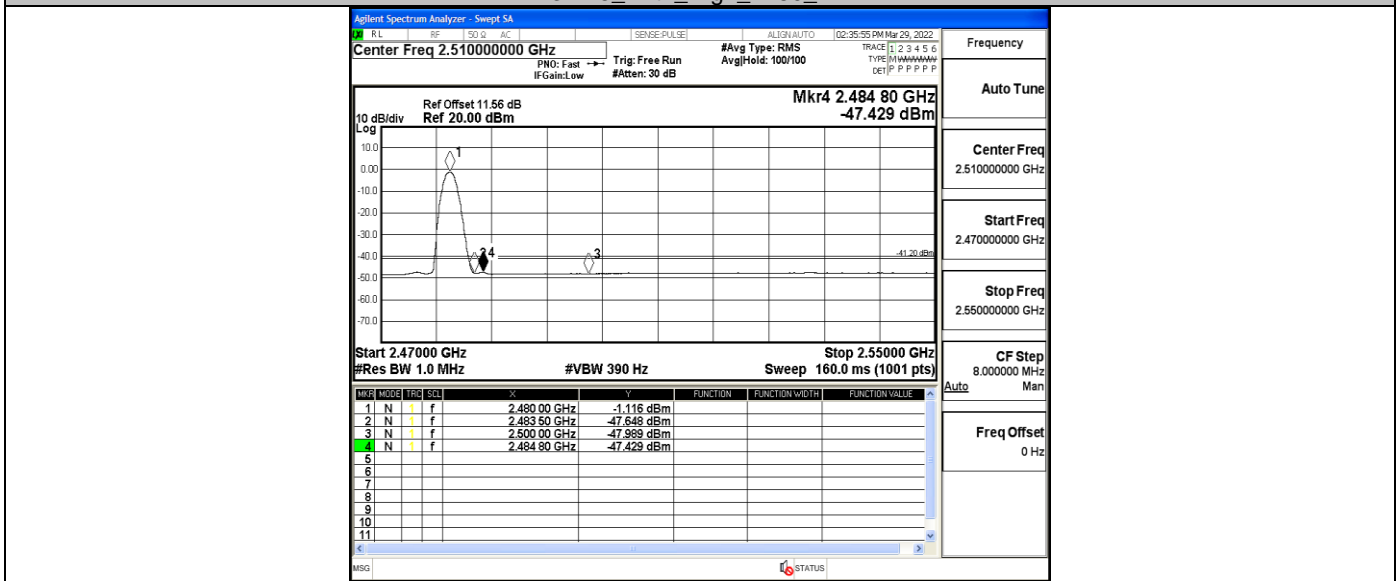 Agilent Spectrum Analyzer - Swept SA
RL RF 50 Ω AC SENSE:PULSE ALIGNAUTO 02:35:55 PM Mar 29, 2022
Center Freq 2.510000000 GHz
PNO: Fast
IFGain:Low
Trig: Free Run
#Atten: 30 dB
#Avg Type: RMS
Avg|Hold: 100/100
TRACE 1 2 3 4 5 6
TYPE MWWWWW
DET P P P P P P
Mkr4 2.484 80 GHz
-47.429 dBm
Ref Offset 11.56 dB
10 dB/div Ref 20.00 dBm
Log
10.0
0.00
-10.0
-20.0
-30.0
-40.0
-50.0
-60.0
-70.0
1
2 4
3
-41.20 dBm
Start 2.47000 GHz Stop 2.55000 GHz
#Res BW 1.0 MHz #VBW 390 Hz Sweep 160.0 ms (1001 pts)
MKR MODE TRC SCL X Y FUNCTION FUNCTION WIDTH FUNCTION VALUE
1 N 1 f 2.480 00 GHz -1.116 dBm
2 N 1 f 2.483 50 GHz -47.648 dBm
3 N 1 f 2.500 00 GHz -47.989 dBm
4 N 1 f 2.484 80 GHz -47.429 dBm
5
6
7
8
9
10
11
MSG STATUS
Frequency
Auto Tune
Center Freq
2.510000000 GHz
Start Freq
2.470000000 GHz
Stop Freq
2.550000000 GHz
CF Step
8.000000 MHz
Auto Man
Freq Offset
0 Hz